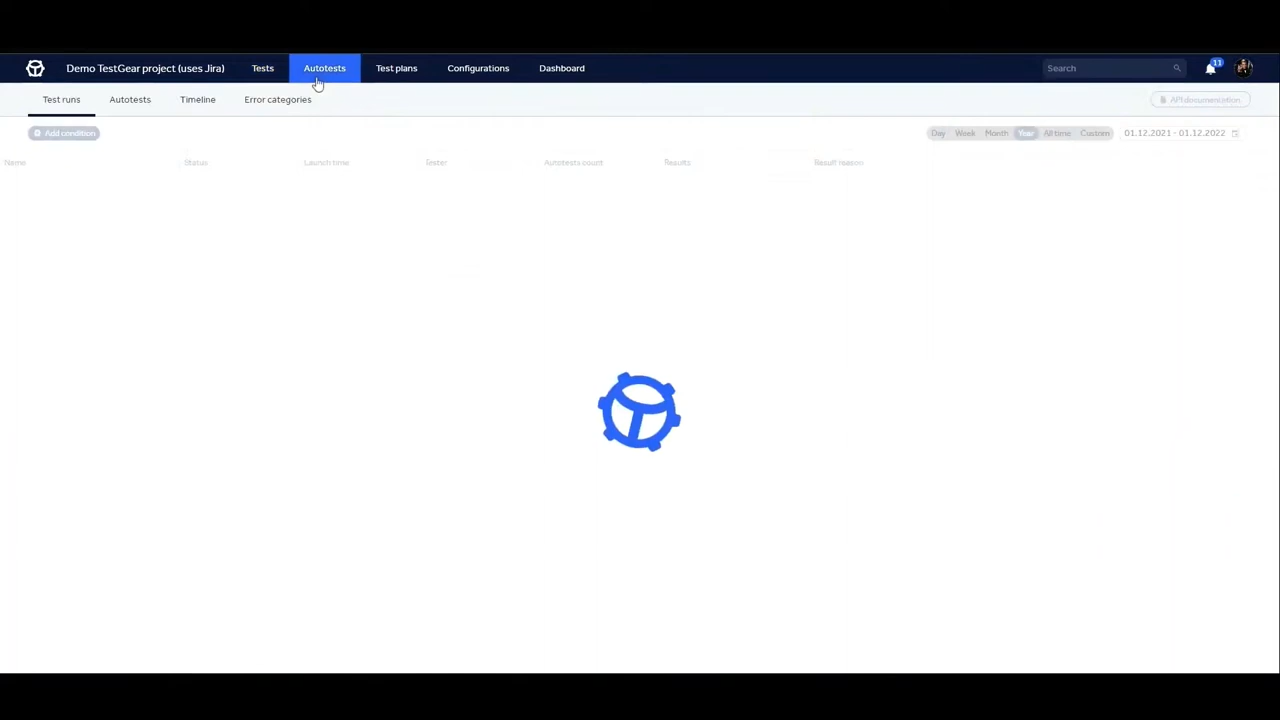 Demo TestGear project (uses Jira) Tests Autotests Test plans Configurations Dashboard Search 11
Test runs Autotests Timeline Error categories API documentation
Add condition Day Week Month Year All time Custom 01.12.2021 - 01.12.2022
Name Status Launch time Tester Autotests count Results Result reason